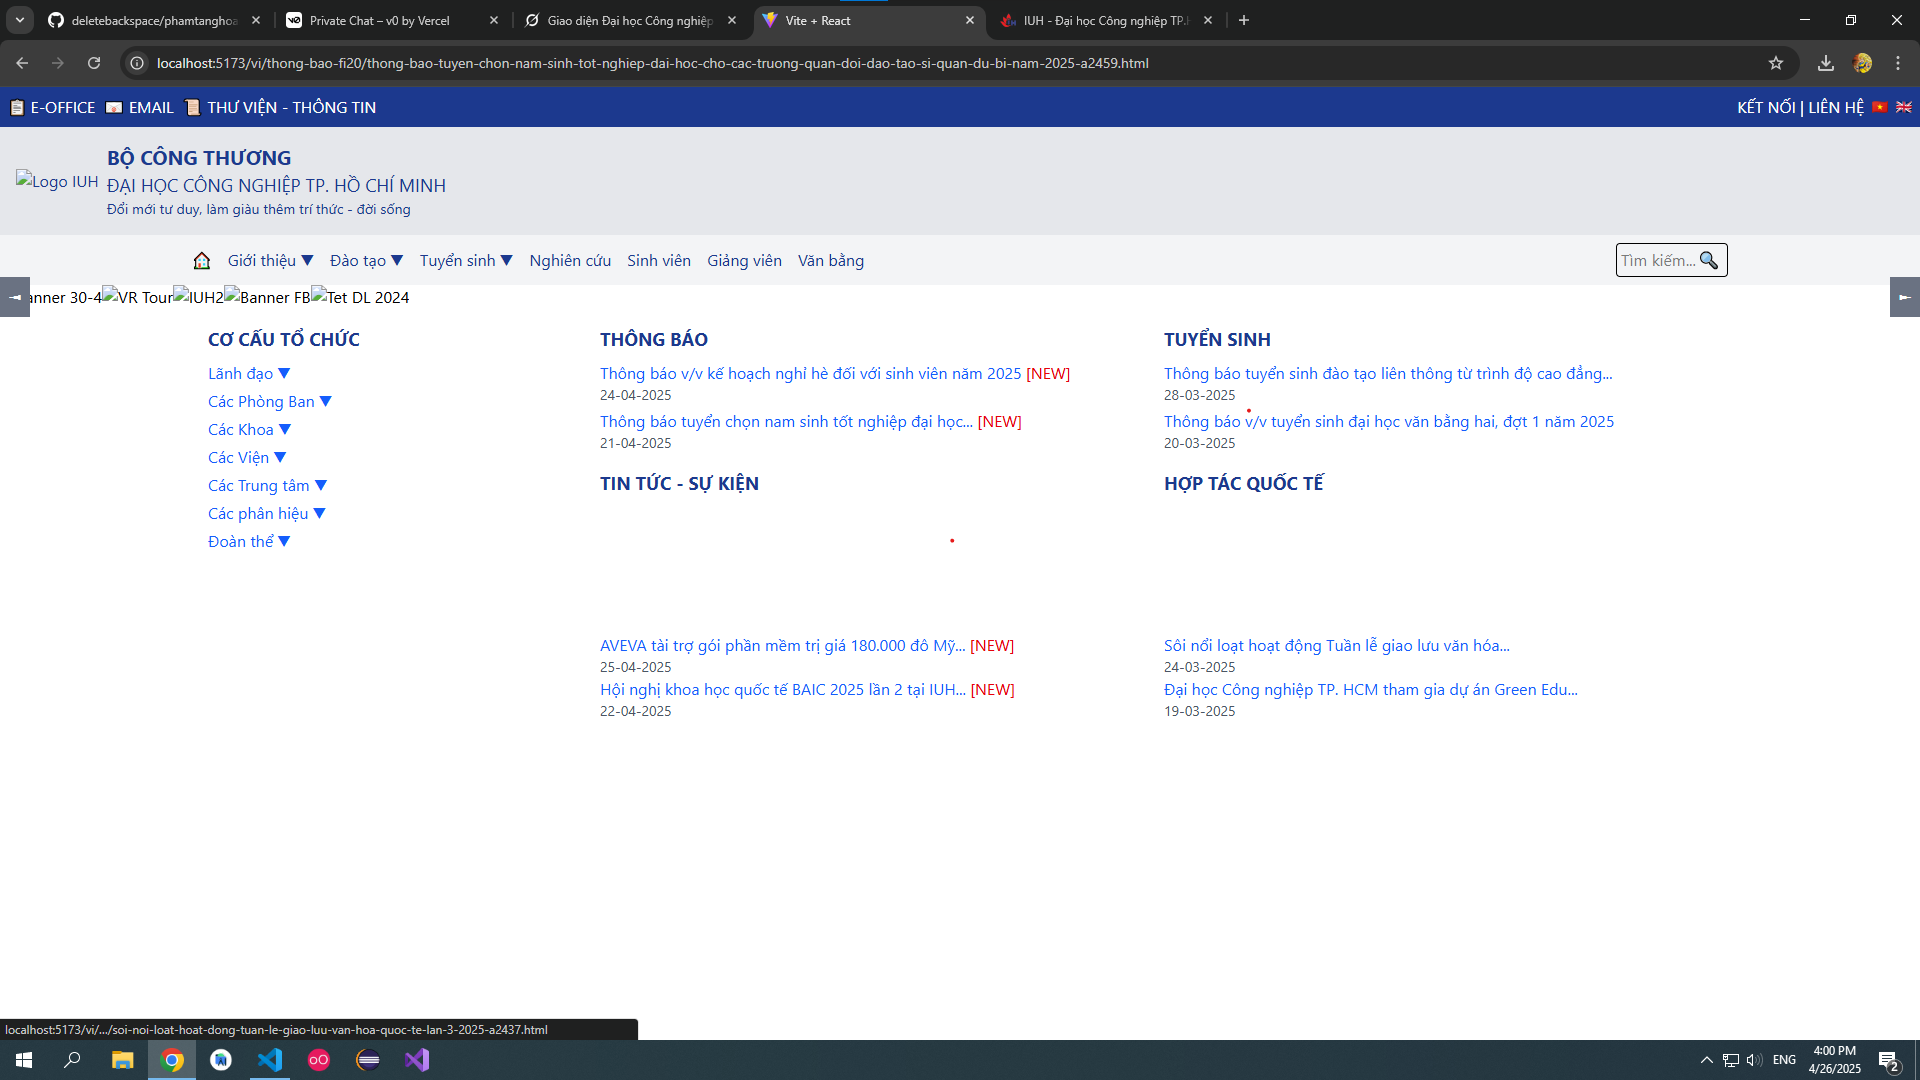 deletebackspace/phamtanghoa
Private Chat – v0 by Vercel
Giao diện Đại học Công nghiệp
Vite + React
IUH - Đại học Công nghiệp TP.H
localhost:5173/vi/thong-bao-fi20/thong-bao-tuyen-chon-nam-sinh-tot-nghiep-dai-hoc-cho-cac-truong-quan-doi-dao-tao-si-quan-du-bi-nam-2025-a2459.html
E-OFFICE EMAIL THƯ VIỆN - THÔNG TIN
KẾT NỐI | LIÊN HỆ
Logo IUH
BỘ CÔNG THƯƠNG
ĐẠI HỌC CÔNG NGHIỆP TP. HỒ CHÍ MINH
Đổi mới tư duy, làm giàu thêm trí thức - đời sống
Giới thiệu ▼ Đào tạo ▼ Tuyển sinh ▼ Nghiên cứu Sinh viên Giảng viên Văn bằng
Tìm kiếm...
anner 30-4 VR Tour IUH2 Banner FB Tet DL 2024
CƠ CẤU TỔ CHỨC
Lãnh đạo ▼
Các Phòng Ban ▼
Các Khoa ▼
Các Viện ▼
Các Trung tâm ▼
Các phân hiệu ▼
Đoàn thể ▼
THÔNG BÁO
Thông báo v/v kế hoạch nghỉ hè đối với sinh viên năm 2025 [NEW]
24-04-2025
Thông báo tuyển chọn nam sinh tốt nghiệp đại học... [NEW]
21-04-2025
TUYỂN SINH
Thông báo tuyển sinh đào tạo liên thông từ trình độ cao đẳng...
28-03-2025
Thông báo v/v tuyển sinh đại học văn bằng hai, đợt 1 năm 2025
20-03-2025
TIN TỨC - SỰ KIỆN
AVEVA tài trợ gói phần mềm trị giá 180.000 đô Mỹ... [NEW]
25-04-2025
Hội nghị khoa học quốc tế BAIC 2025 lần 2 tại IUH... [NEW]
22-04-2025
HỢP TÁC QUỐC TẾ
Sôi nổi loạt hoạt động Tuần lễ giao lưu văn hóa...
24-03-2025
Đại học Công nghiệp TP. HCM tham gia dự án Green Edu...
19-03-2025
localhost:5173/vi/.../soi-noi-loat-hoat-dong-tuan-le-giao-luu-van-hoa-quoc-te-lan-3-2025-a2437.html
ENG
4:00 PM
4/26/2025
2